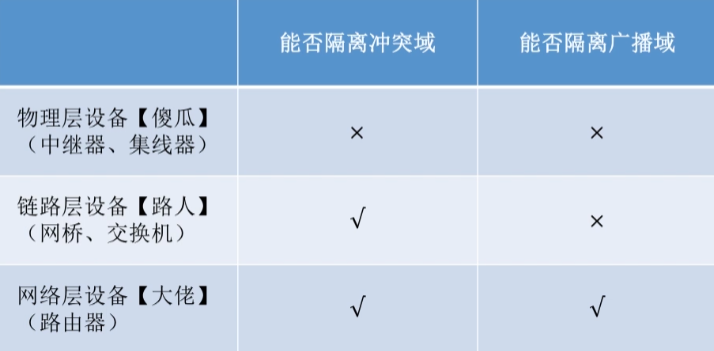 能否隔离冲突域
能否隔离广播域
物理层设备【傻瓜】
（中继器、集线器）
×
×
链路层设备【路人】
（网桥、交换机）
√
×
网络层设备【大佬】
（路由器）
√
√